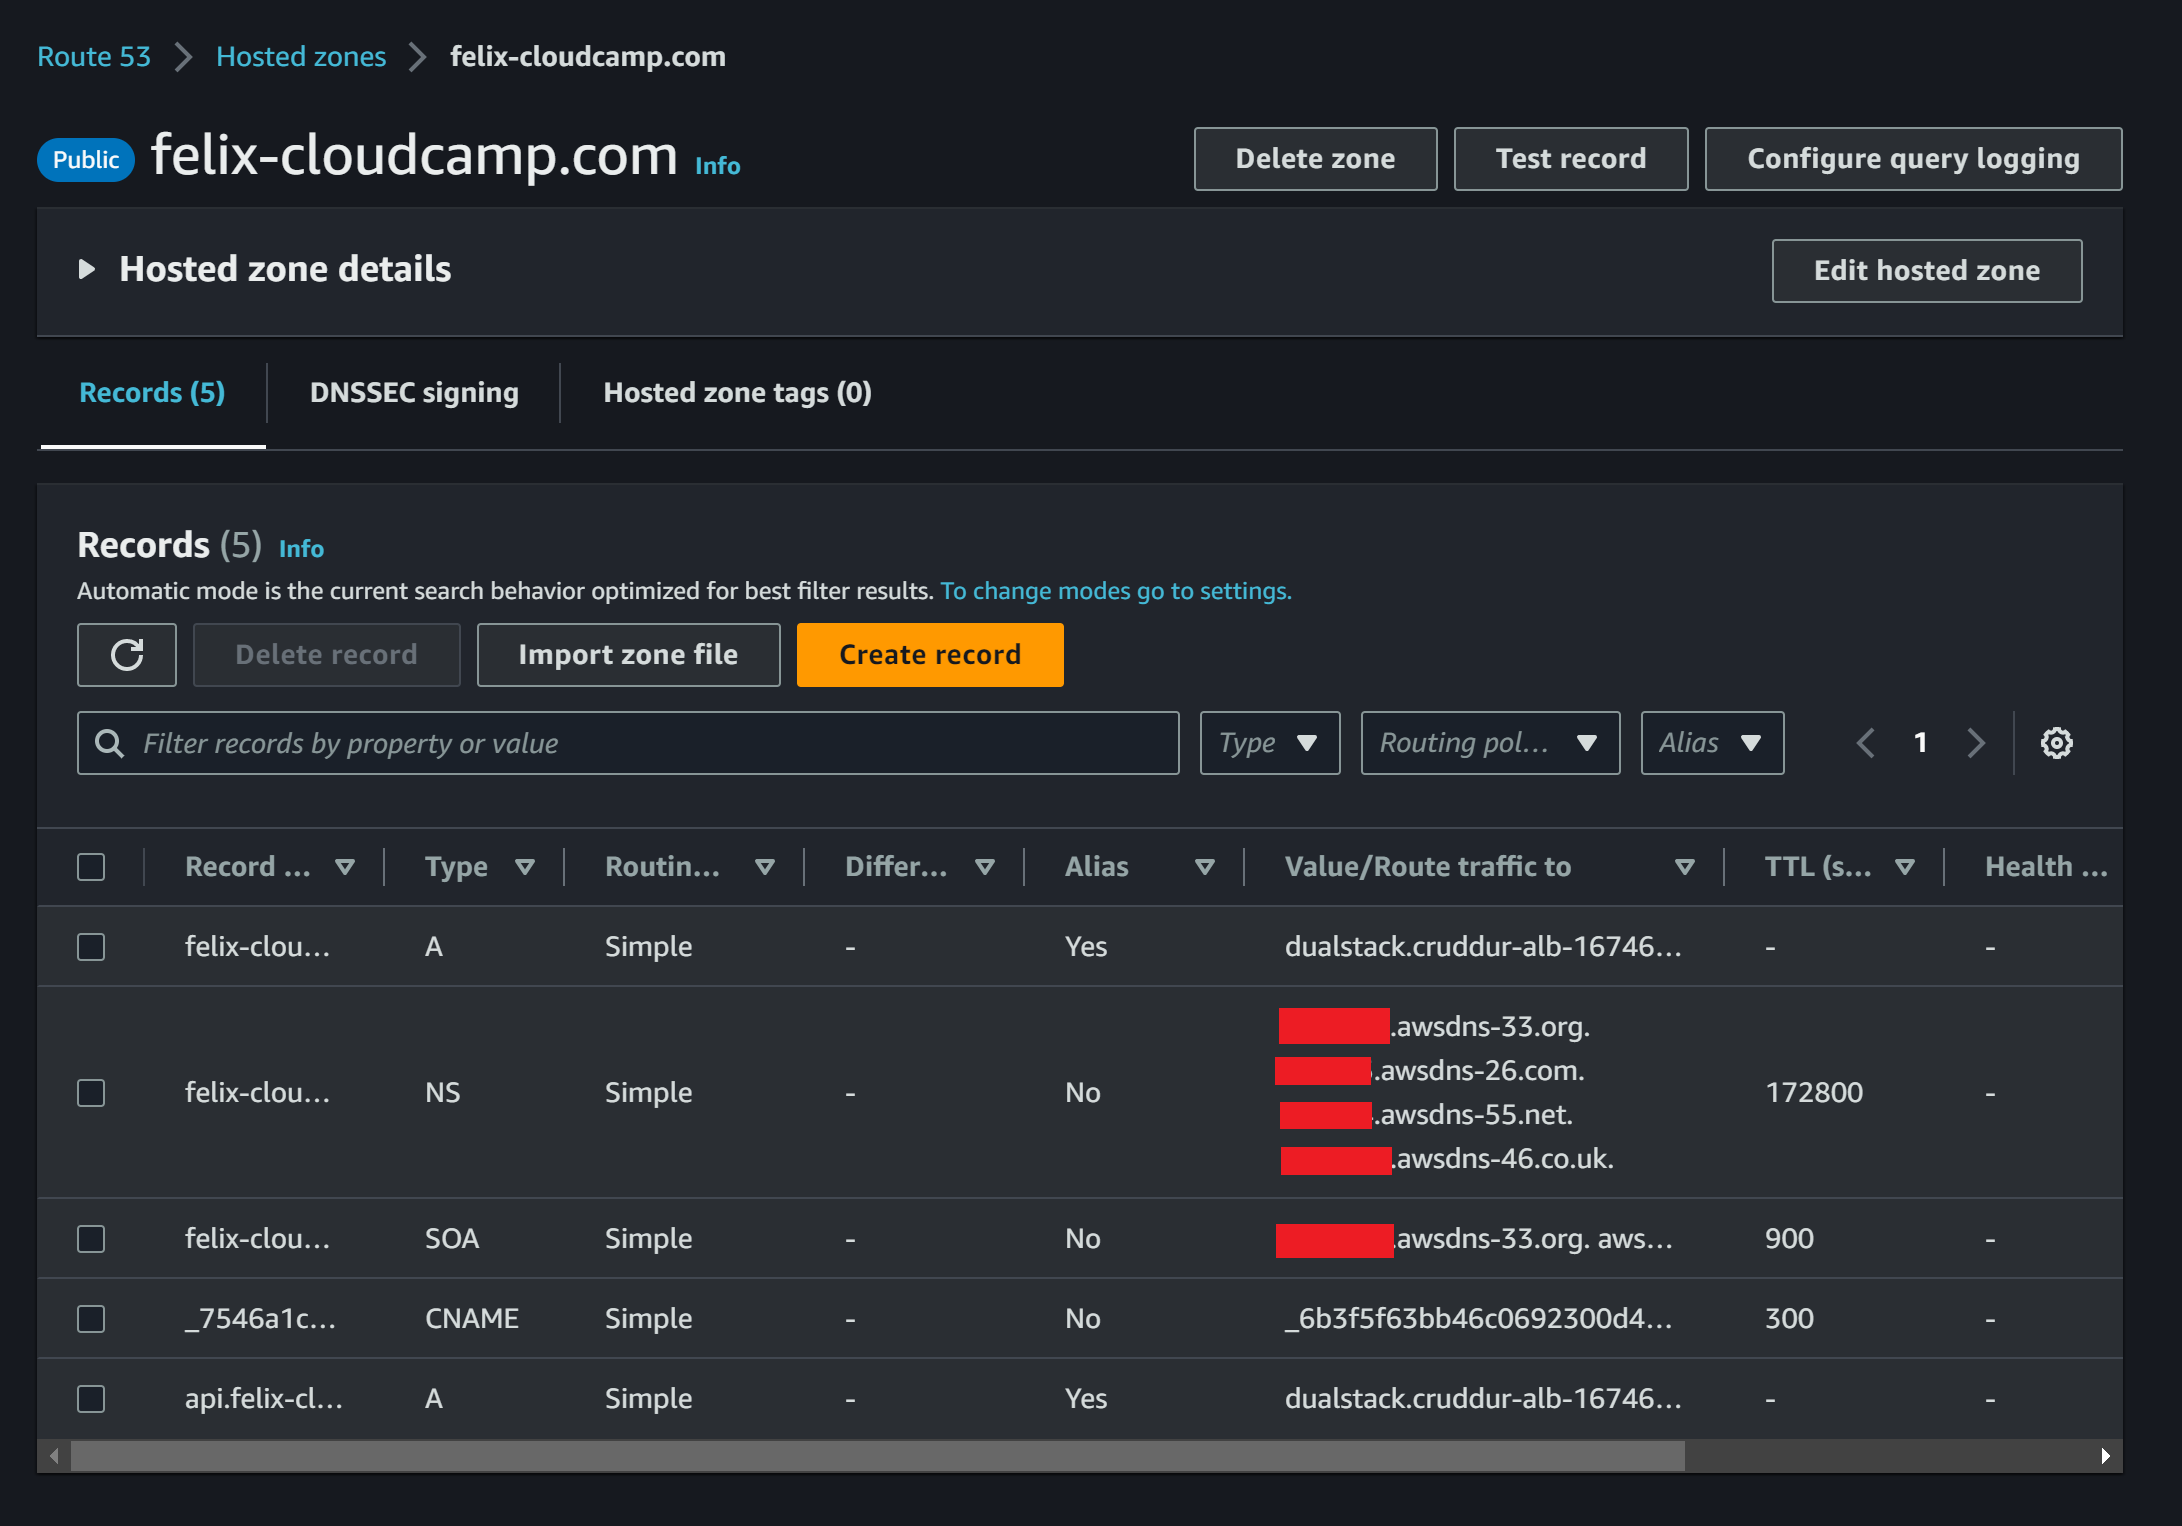 Route 53 Hosted zones felix-cloudcamp.com
Public felix-cloudcamp.com Info Delete zone Test record Configure query logging
Hosted zone details Edit hosted zone
Records (5) DNSSEC signing Hosted zone tags (0)
Records (5) Info
Automatic mode is the current search behavior optimized for best filter results. To change modes go to settings.
Delete record Import zone file Create record
Filter records by property or value Type Routing pol... Alias 1
Record ... Type Routin... Differ... Alias Value/Route traffic to TTL (s... Health ...
felix-clou... A Simple - Yes dualstack.cruddur-alb-16746... - -
.awsdns-33.org.
.awsdns-26.com.
felix-clou... NS Simple - No 172800 -
.awsdns-55.net.
.awsdns-46.co.uk.
felix-clou... SOA Simple - No .awsdns-33.org. aws... 900 -
_7546a1c... CNAME Simple - No _6b3f5f63bb46c0692300d4... 300 -
api.felix-cl... A Simple - Yes dualstack.cruddur-alb-16746... - -